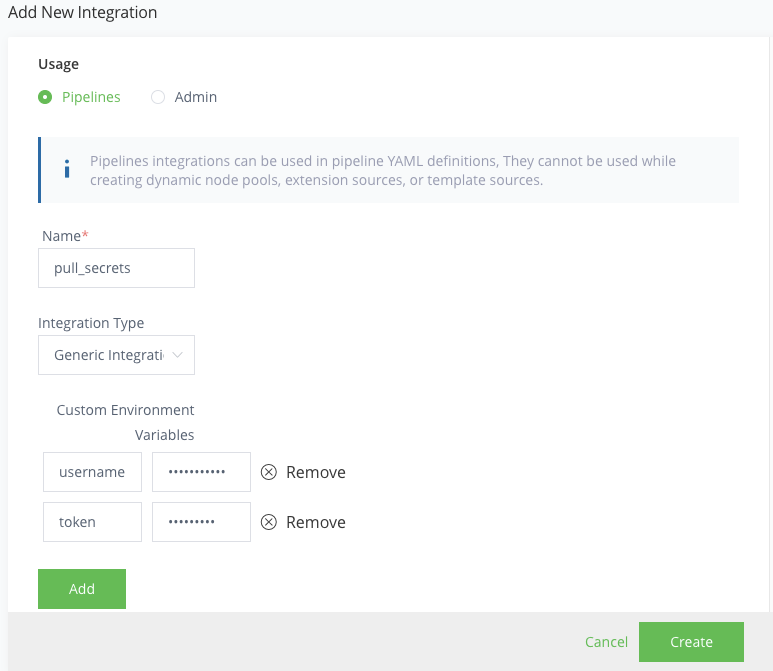 Add New Integration
Usage
Pipelines Admin
Pipelines integrations can be used in pipeline YAML definitions, They cannot be used while
creating dynamic node pools, extension sources, or template sources.
Name*
pull_secrets
Integration Type
Generic Integrati
Custom Environment
Variables
username ••••••••••• Remove
token ••••••••• Remove
Add
Cancel Create